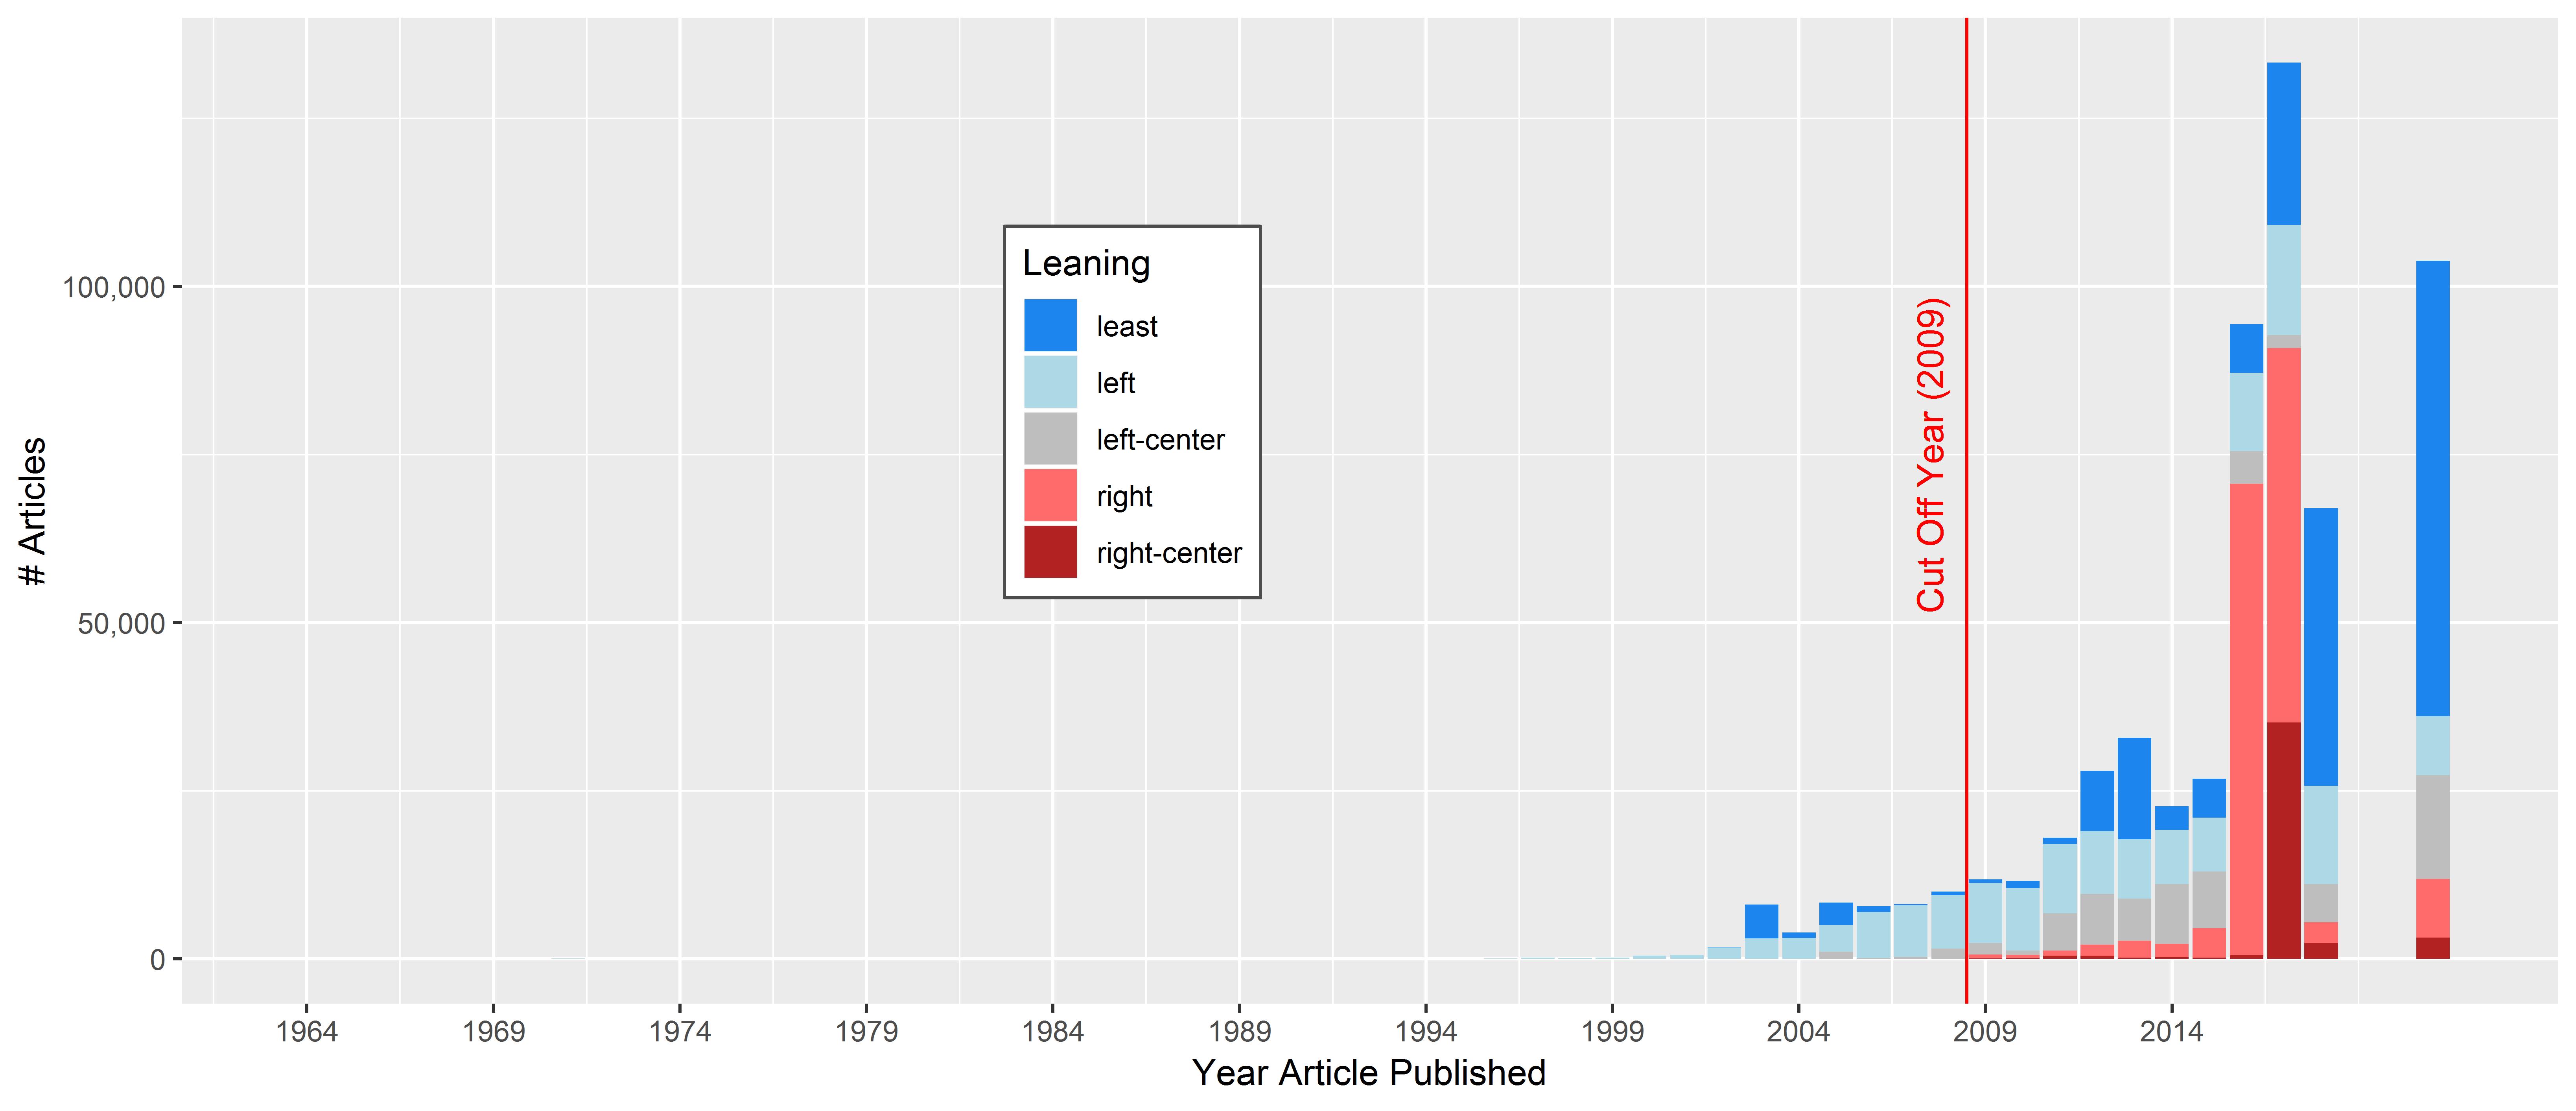 # Articles
100,000
50,000
0
Leaning
least
left
left-center
right
right-center
Cut Off Year (2009)
1964 1969 1974 1979 1984 1989 1994 1999 2004 2009 2014
Year Article Published